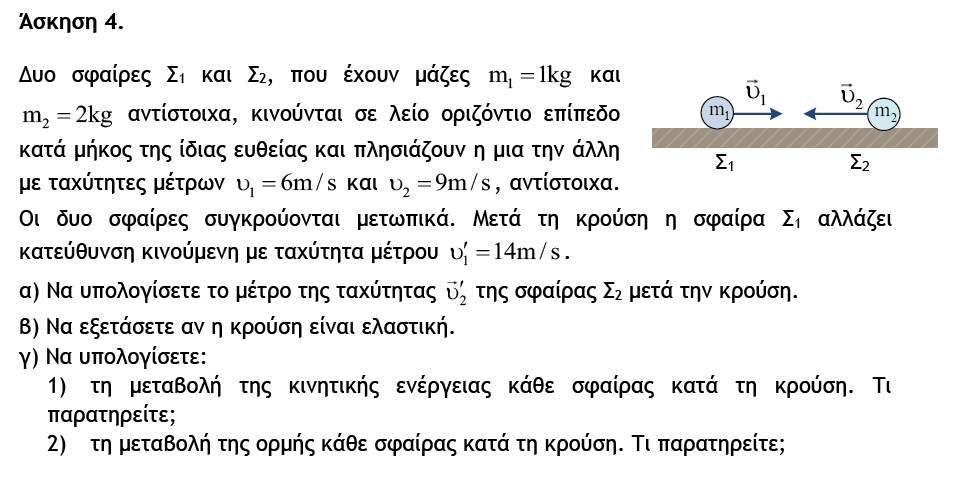 Άσκηση 4.
Δυο σφαίρες Σ₁ και Σ₂, που έχουν μάζες m₁ = 1kg και
m₂ = 2kg αντίστοιχα, κινούνται σε λείο οριζόντιο επίπεδο
κατά μήκος της ίδιας ευθείας και πλησιάζουν η μια την άλλη
με ταχύτητες μέτρων υ₁ = 6m/s και υ₂ = 9m/s, αντίστοιχα.
Οι δυο σφαίρες συγκρούονται μετωπικά. Μετά τη κρούση η σφαίρα Σ₁ αλλάζει
κατεύθυνση κινούμενη με ταχύτητα μέτρου υ₁′ = 14m/s.
α) Να υπολογίσετε το μέτρο της ταχύτητας υ⃗₂′ της σφαίρας Σ₂ μετά την κρούση.
β) Να εξετάσετε αν η κρούση είναι ελαστική.
γ) Να υπολογίσετε:
1) τη μεταβολή της κινητικής ενέργειας κάθε σφαίρας κατά τη κρούση. Τι
παρατηρείτε;
2) τη μεταβολή της ορμής κάθε σφαίρας κατά τη κρούση. Τι παρατηρείτε;
υ⃗₁ υ⃗₂
m₁ m₂
Σ₁ Σ₂